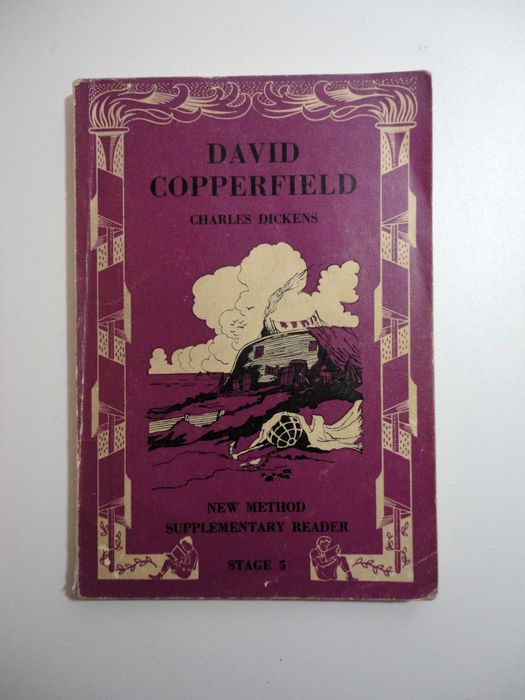 DAVID
COPPERFIELD
CHARLES DICKENS
NEW METHOD
SUPPLEMENTARY READER
STAGE 5